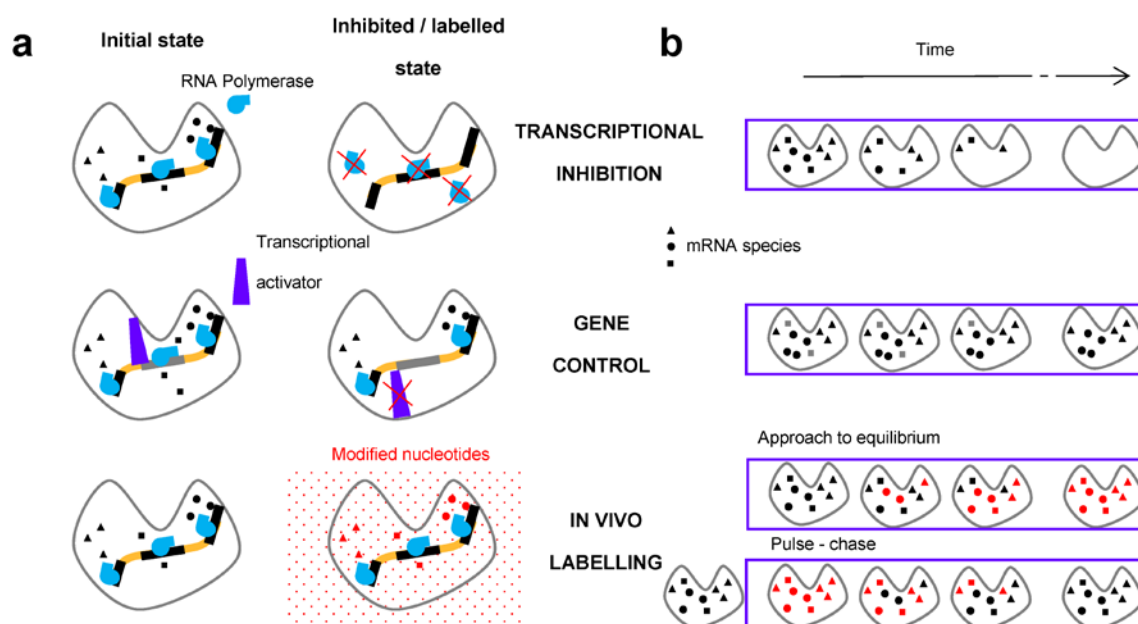 a
Initial state
Inhibited / labelled
state
RNA Polymerase
Transcriptional
activator
Modified nucleotides
TRANSCRIPTIONAL
INHIBITION
GENE
CONTROL
IN VIVO
LABELLING
b
Time
mRNA species
Approach to equilibrium
Pulse - chase